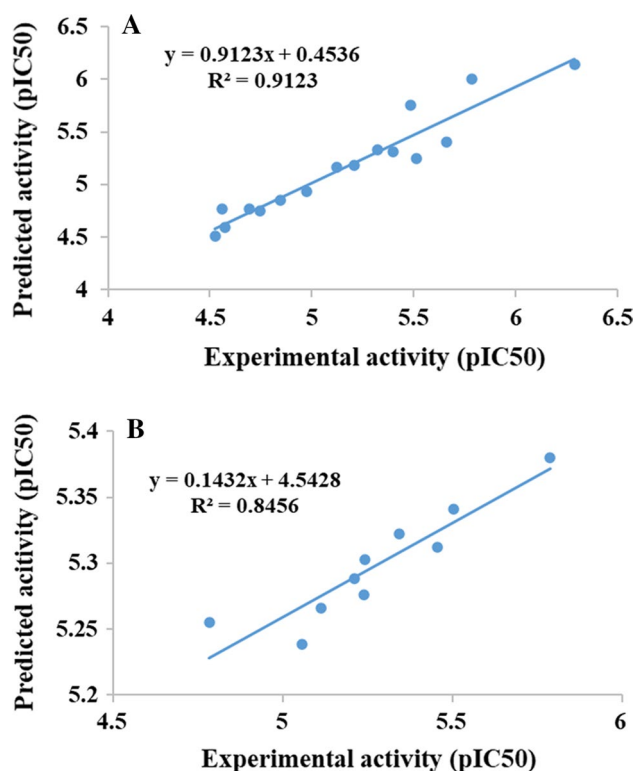 A
y = 0.9123x + 0.4536
R² = 0.9123
Predicted activity (pIC50)
6.5
6
5.5
5
4.5
4
4 4.5 5 5.5 6 6.5
Experimental activity (pIC50)
B
y = 0.1432x + 4.5428
R² = 0.8456
Predicted acitivity (pIC50)
5.4
5.35
5.3
5.25
5.2
4.5 5 5.5 6
Experimental activity (pIC50)